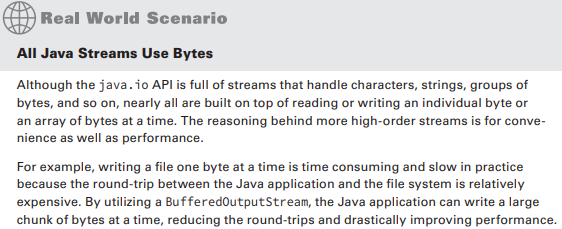 Real World Scenario
All Java Streams Use Bytes
Although the java.io API is full of streams that handle characters, strings, groups of
bytes, and so on, nearly all are built on top of reading or writing an individual byte or
an array of bytes at a time. The reasoning behind more high-order streams is for conve-
nience as well as performance.
For example, writing a file one byte at a time is time consuming and slow in practice
because the round-trip between the Java application and the file system is relatively
expensive. By utilizing a BufferedOutputStream, the Java application can write a large
chunk of bytes at a time, reducing the round-trips and drastically improving performance.